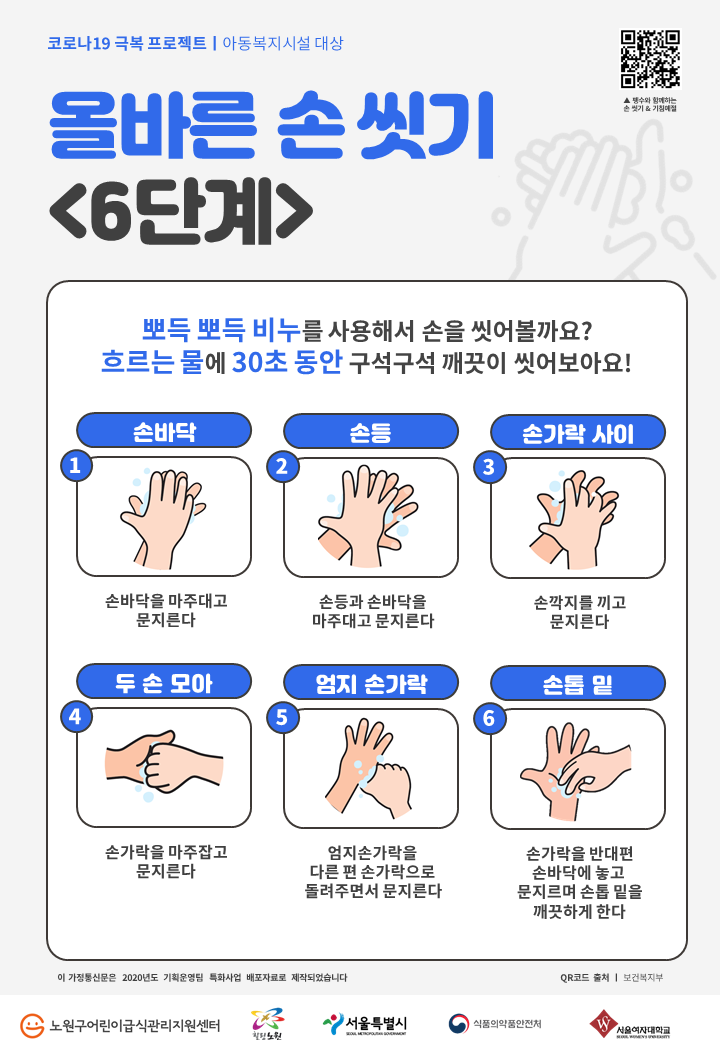 코로나19 극복 프로젝트 | 아동복지시설 대상
▲ 펭수와 함께하는
손 씻기 & 기침예절
올바른 손 씻기
<6단계>
뽀득 뽀득 비누를 사용해서 손을 씻어볼까요?
흐르는 물에 30초 동안 구석구석 깨끗이 씻어보아요!
손바닥
손등
손가락 사이
1
2
3
손바닥을 마주대고
문지른다
손등과 손바닥을
마주대고 문지른다
손깍지를 끼고
문지른다
두 손 모아
엄지 손가락
손톱 밑
4
5
6
손가락을 마주잡고
문지른다
엄지손가락을
다른 편 손가락으로
돌려주면서 문지른다
손가락을 반대편
손바닥에 놓고
문지르며 손톱 밑을
깨끗하게 한다
이 가정통신문은 2020년도 기획운영팀 특화사업 배포자료로 제작되었습니다
QR코드 출처 | 보건복지부
노원구어린이급식관리지원센터
노원
서울특별시
SEOUL METROPOLITAN GOVERNMENT
식품의약품안전처
서울여자대학교
SEOUL WOMEN'S UNIVERSITY